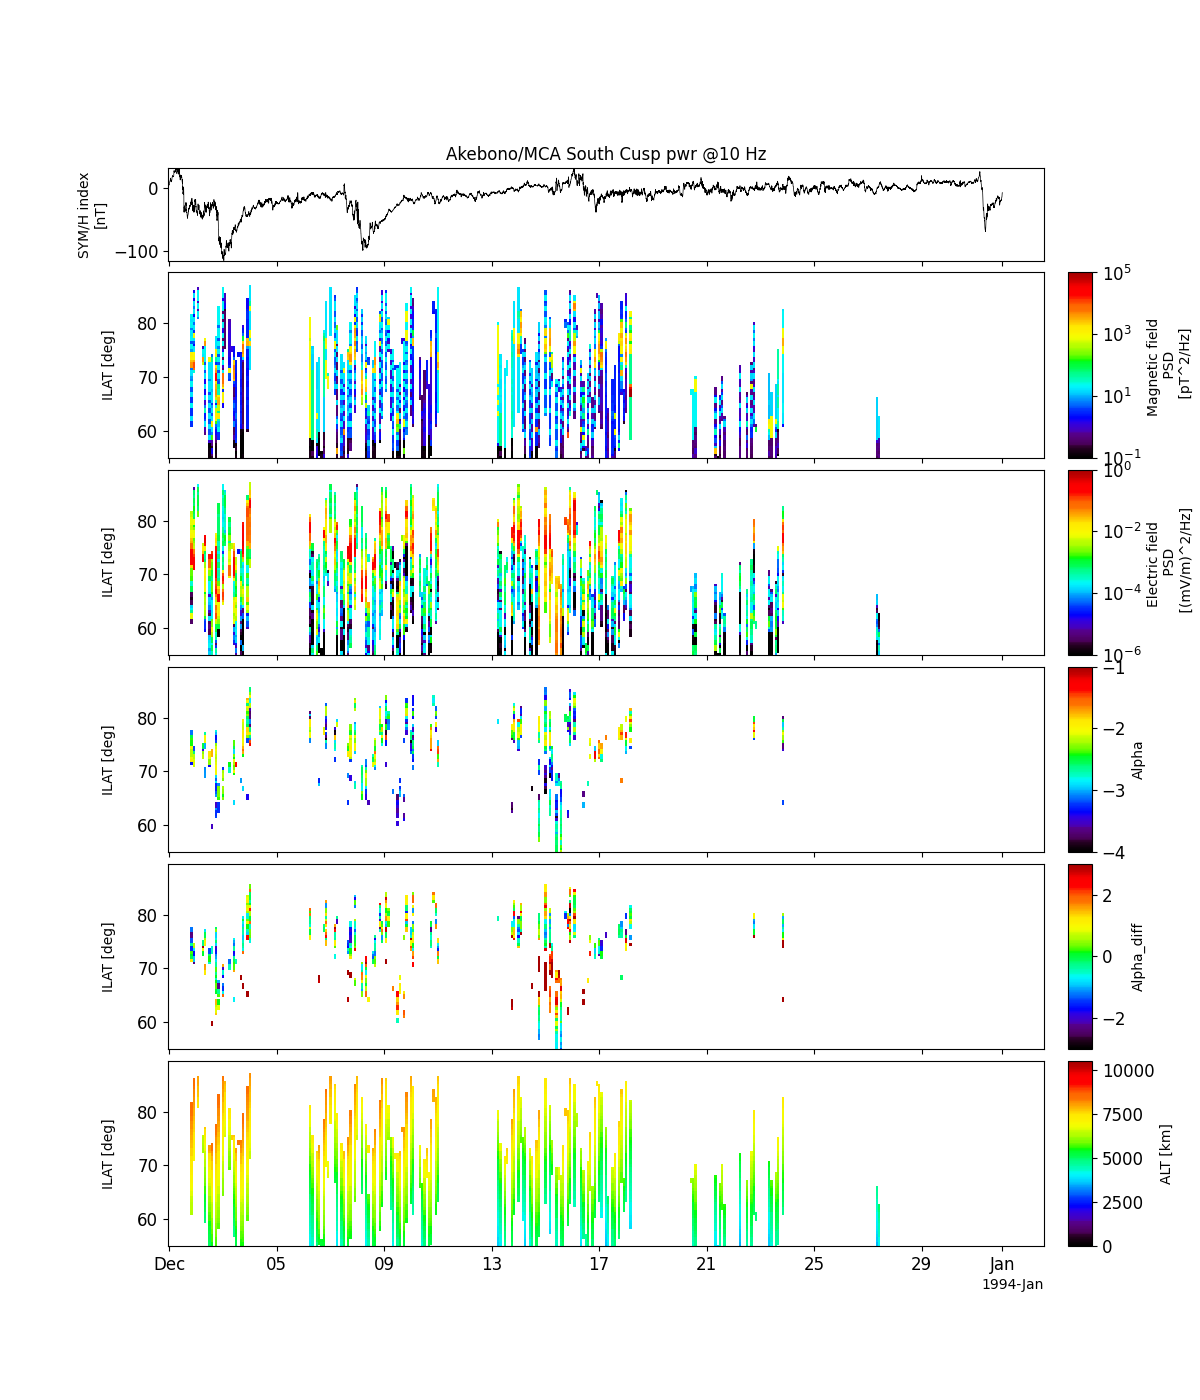 Akebono/MCA South Cusp pwr @10 Hz
SYM/H index
[nT]
0
−100
ILAT [deg]
80
70
60
10^5
10^3
10^1
10^-1
Magnetic field
PSD
[pT^2/Hz]
ILAT [deg]
80
70
60
10^0
10^-2
10^-4
10^-6
Electric field
PSD
[(mV/m)^2/Hz]
ILAT [deg]
80
70
60
−1
−2
−3
−4
Alpha
ILAT [deg]
80
70
60
2
0
−2
Alpha_diff
ILAT [deg]
80
70
60
10000
7500
5000
2500
0
ALT [km]
Dec 05 09 13 17 21 25 29 Jan
1994-Jan